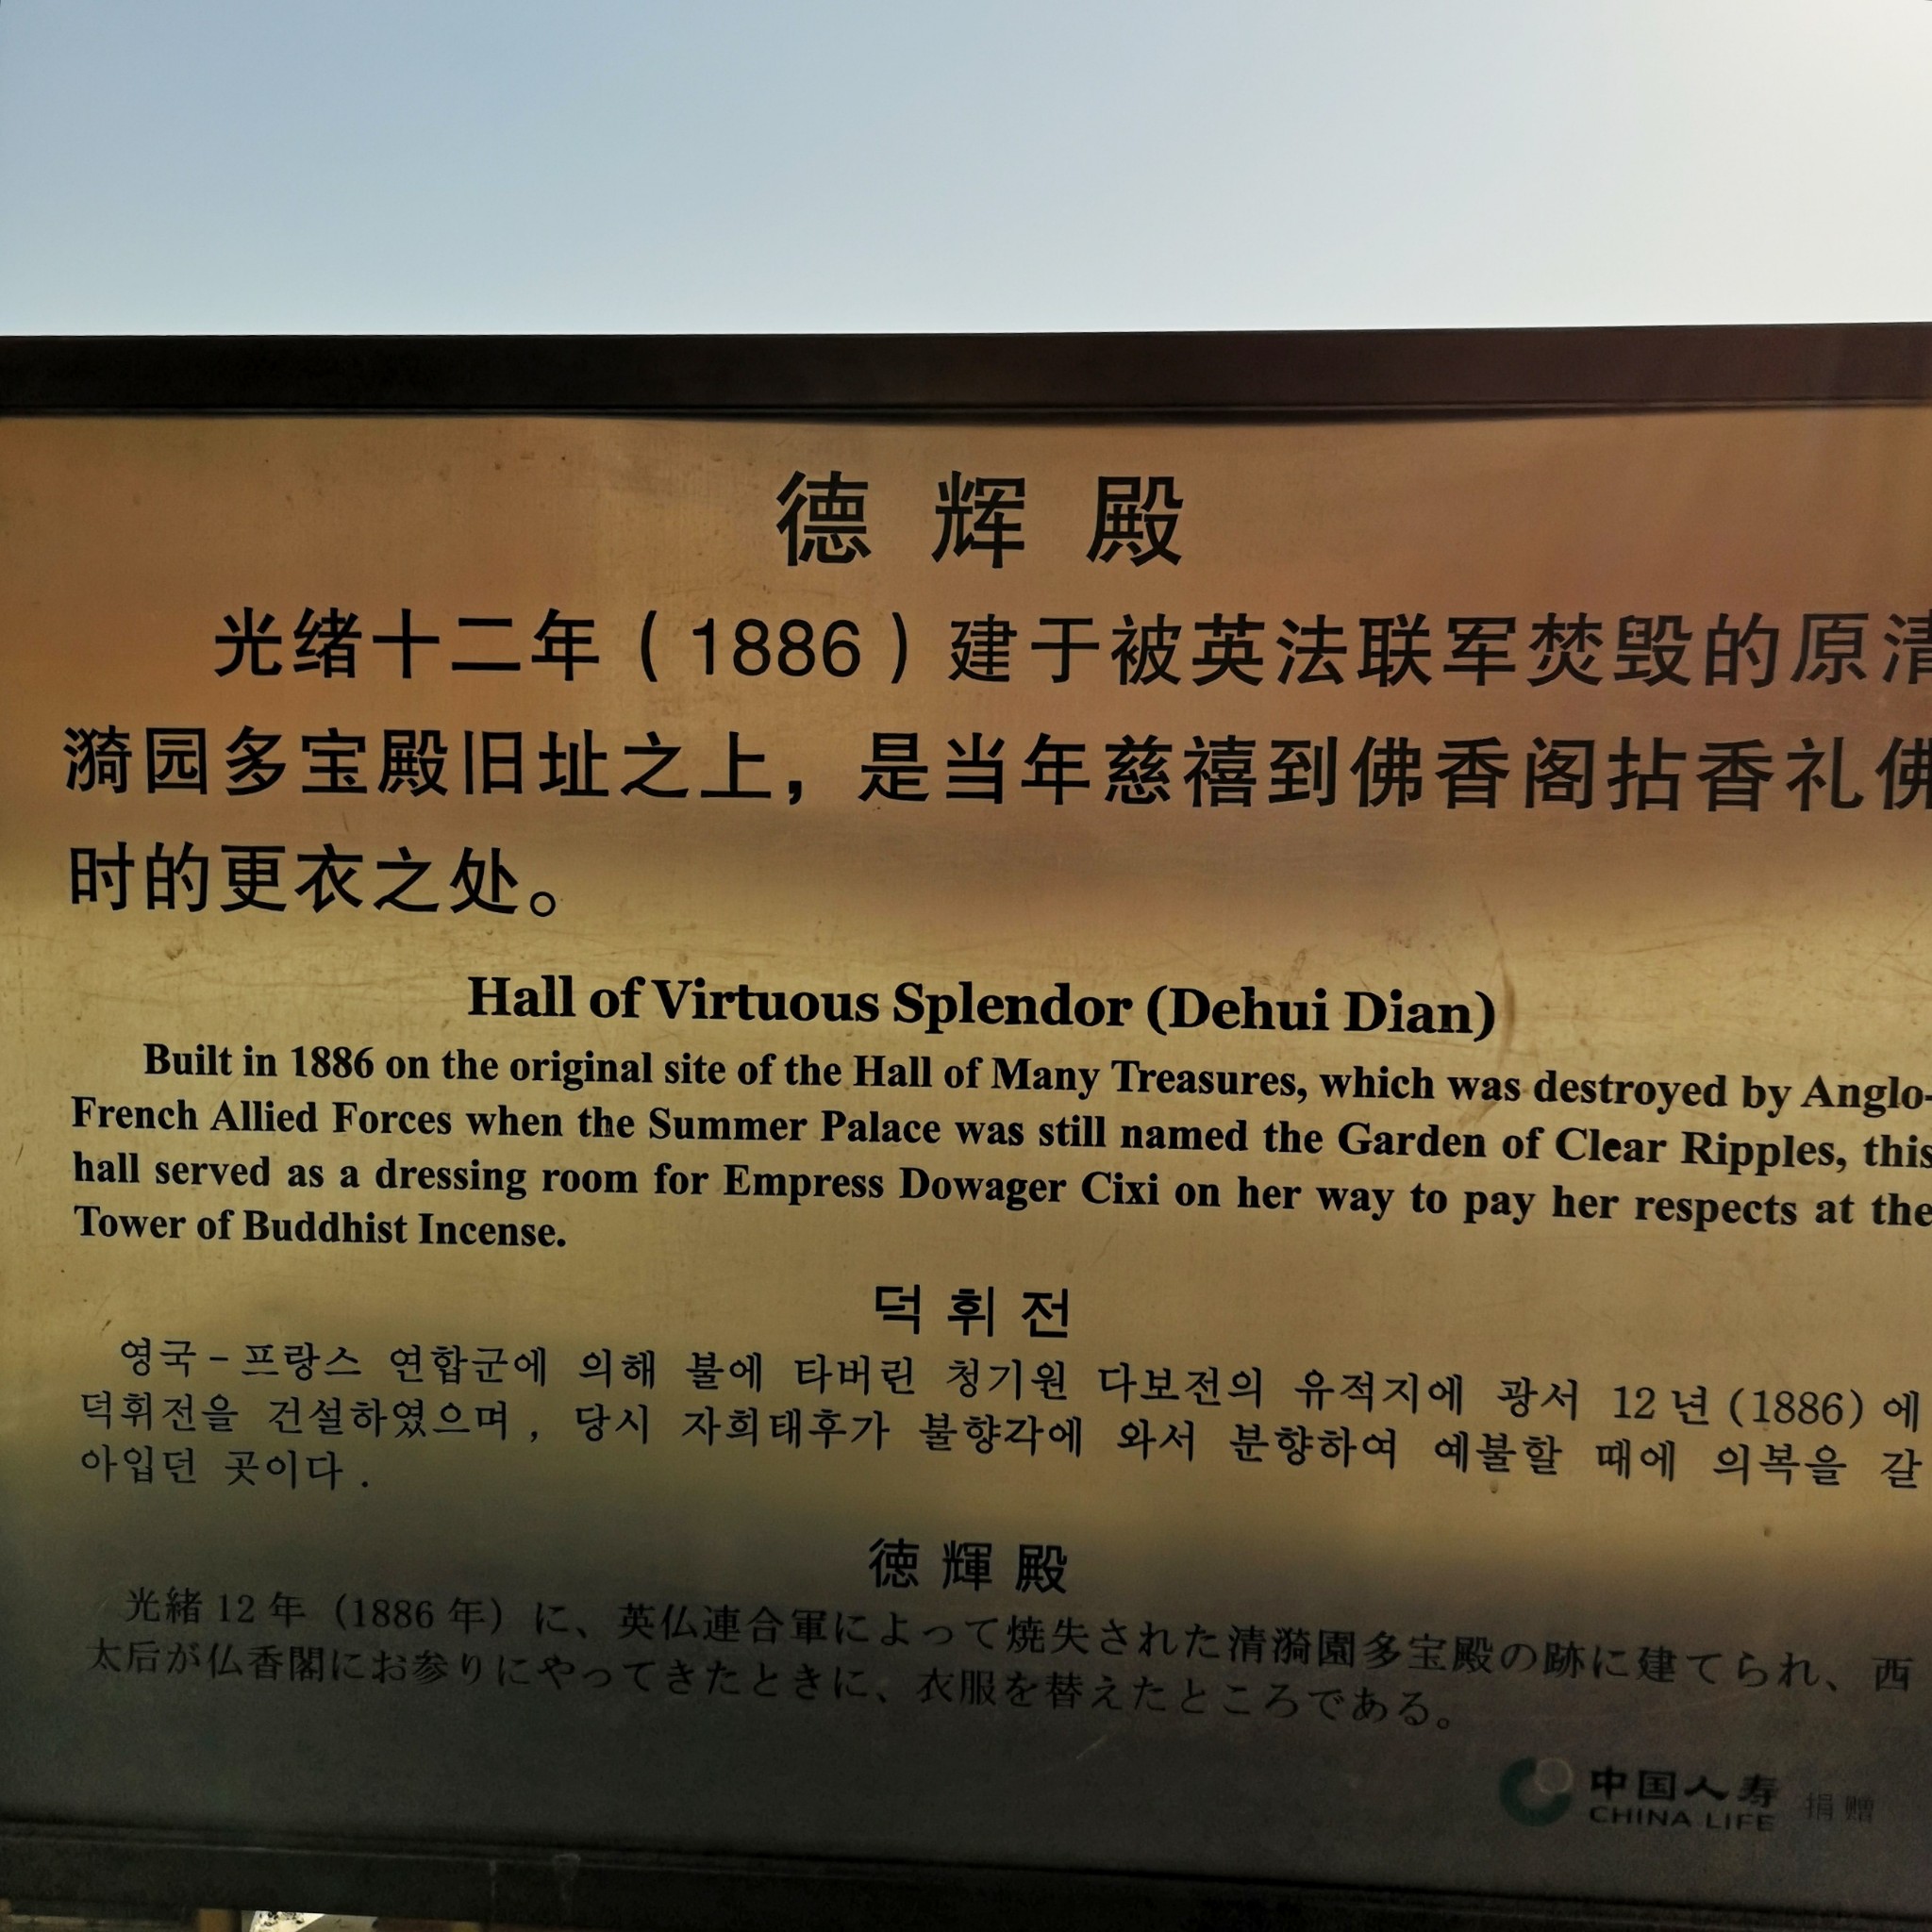 德辉殿
光绪十二年（1886）建于被英法联军焚毁的原清
漪园多宝殿旧址之上，是当年慈禧到佛香阁拈香礼佛
时的更衣之处。
Hall of Virtuous Splendor (Dehui Dian)
Built in 1886 on the original site of the Hall of Many Treasures, which was destroyed by Anglo-
French Allied Forces when the Summer Palace was still named the Garden of Clear Ripples, this
hall served as a dressing room for Empress Dowager Cixi on her way to pay her respects at the
Tower of Buddhist Incense.
덕휘전
영국-프랑스 연합군에 의해 불에 타버린 청기원 다보전의 유적지에 광서 12년(1886)에
덕휘전을 건설하였으며, 당시 자희태후가 불향각에 와서 분향하여 예불할 때에 의복을 갈
아입던 곳이다.
徳輝殿
光緒12年（1886年）に、英仏連合軍によって焼失された清漪園多宝殿の跡に建てられ、西
太后が仏香閣にお参りにやってきたときに、衣服を替えたところである。
中国人寿 捐赠
CHINA LIFE